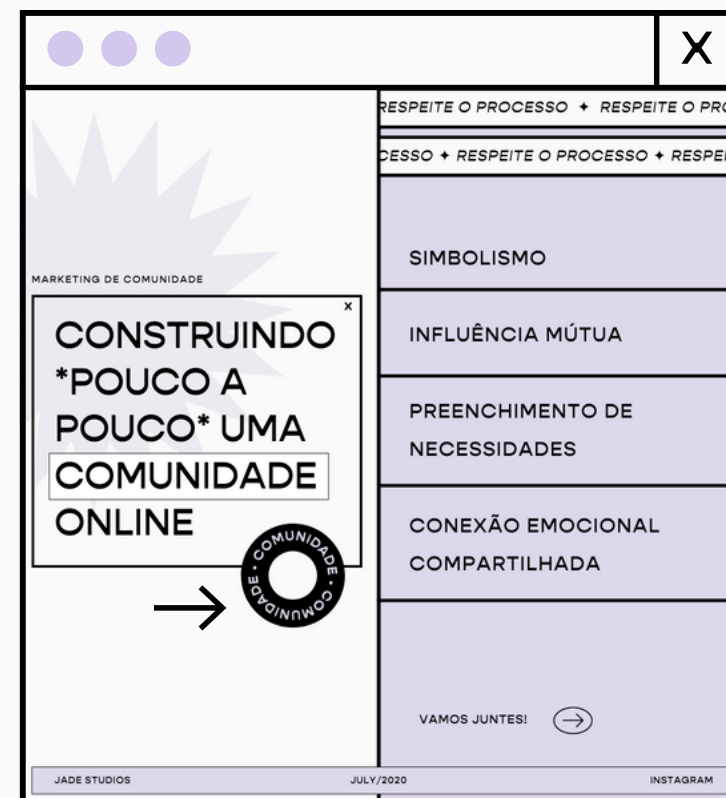 X
RESPEITE O PROCESSO ✦ RESPEITE O PRO
CESSO ✦ RESPEITE O PROCESSO ✦ RESPEI
MARKETING DE COMUNIDADE
X
CONSTRUINDO
*POUCO A
POUCO* UMA
COMUNIDADE
ONLINE
COMUNIDADE • COMUNIDADE •
SIMBOLISMO
INFLUÊNCIA MÚTUA
PREENCHIMENTO DE
NECESSIDADES
CONEXÃO EMOCIONAL
COMPARTILHADA
VAMOS JUNTES!
JADE STUDIOS
JULY/2020
INSTAGRAM